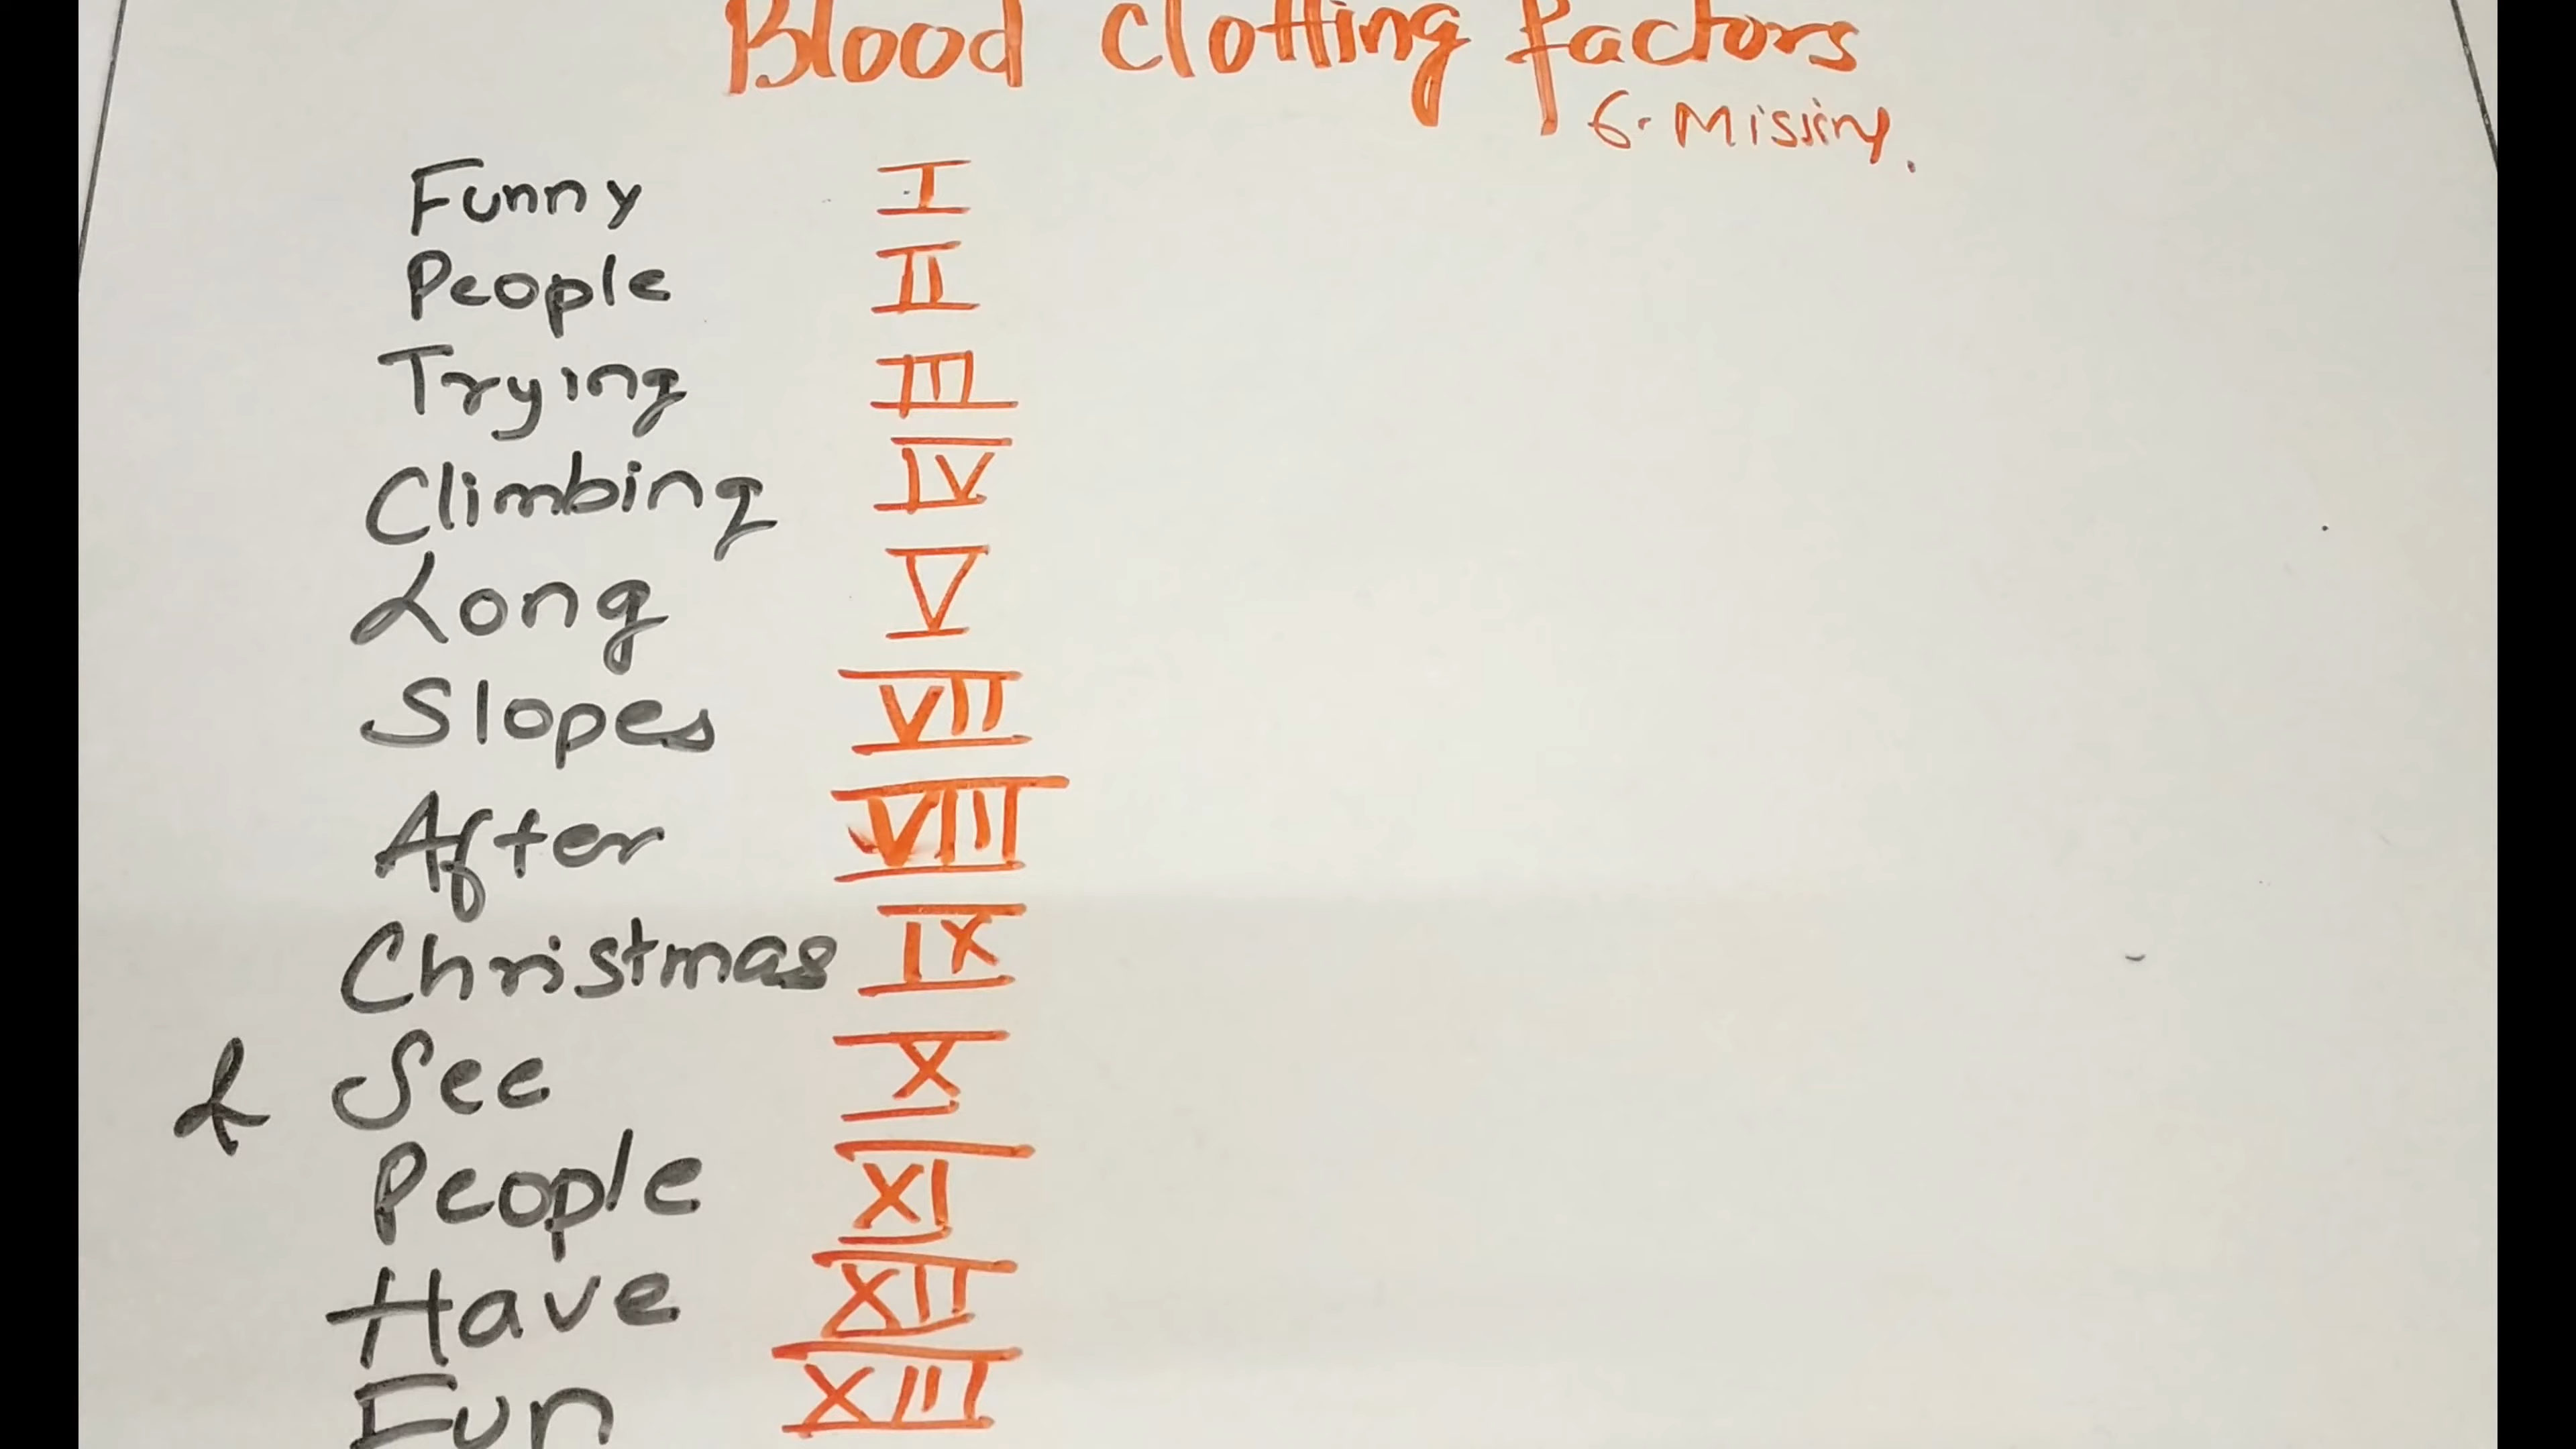 Blood Clotting factors
6. Missing.
Funny I
People II
Trying III
Climbing IV
Long V
Slopes VII
After VIII
Christmas IX
& See X
People XI
Have XII
Fun XIII